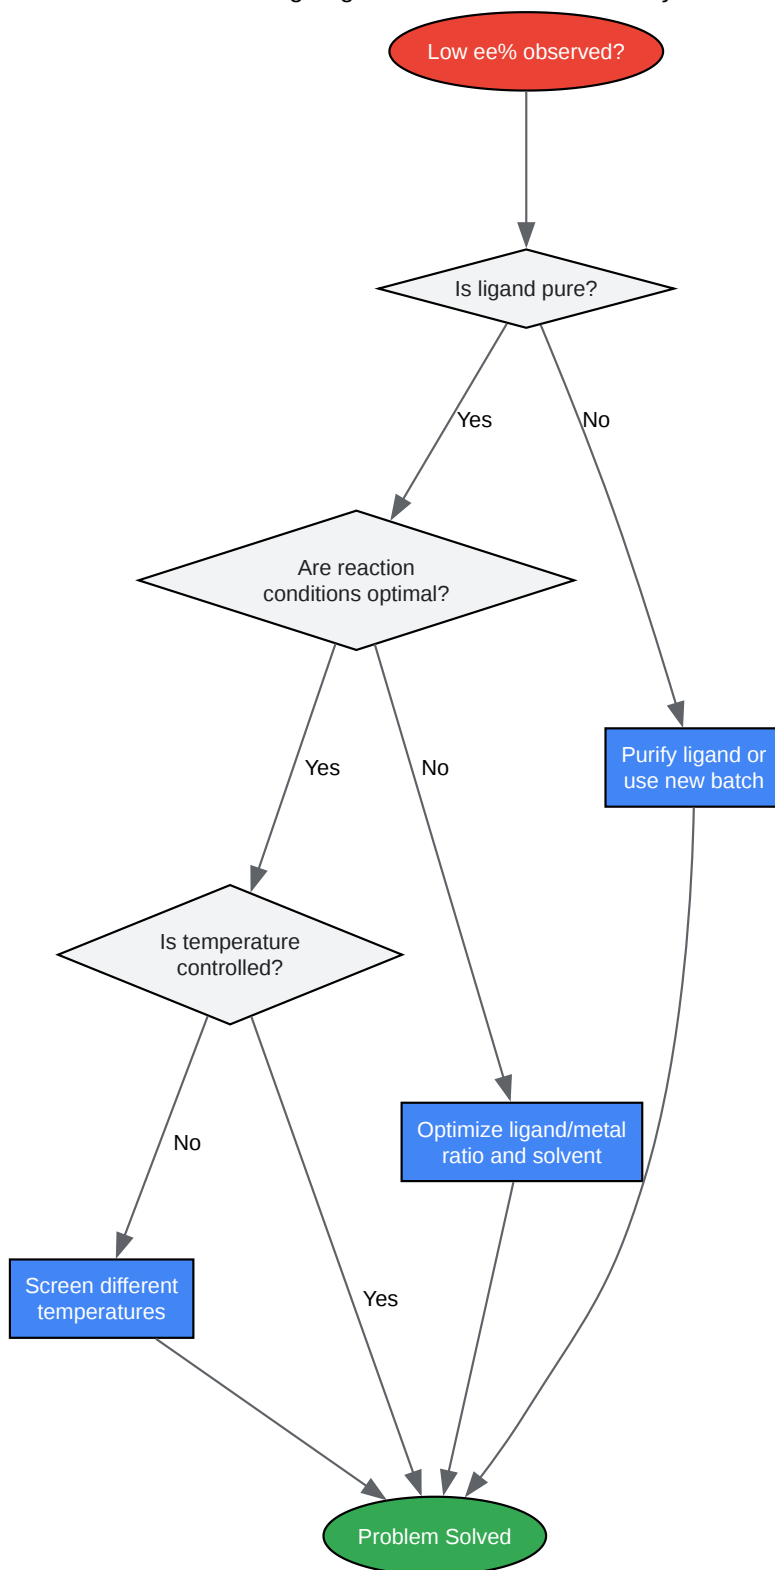 Low ee% observed?
Is ligand pure?
Yes
No
Are reaction
conditions optimal?
Purify ligand or
use new batch
Yes
No
Is temperature
controlled?
Optimize ligand/metal
ratio and solvent
No
Screen different
temperatures
Yes
Problem Solved